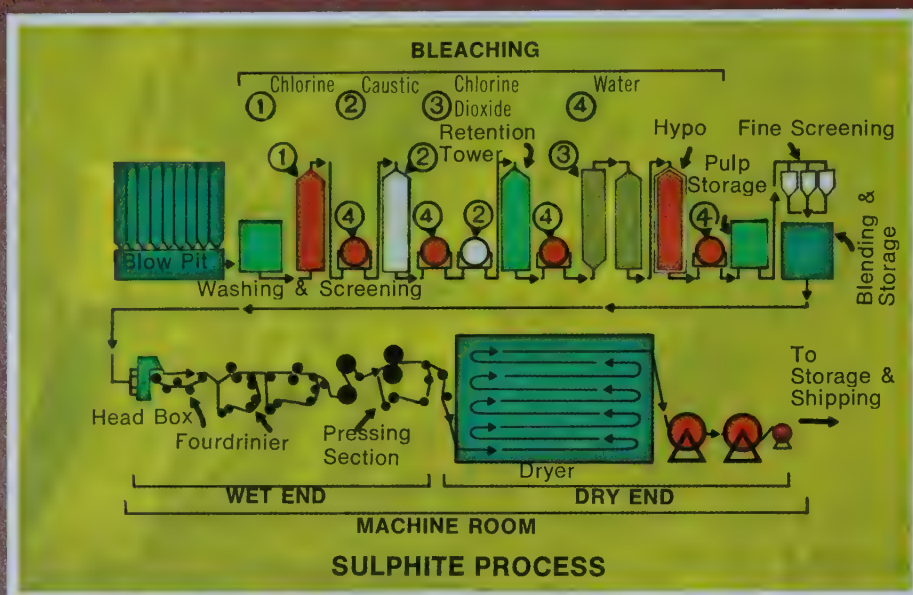 BLEACHING
① Chlorine ② Caustic ③ Chlorine Dioxide ④ Water
Retention Tower
Hypo
Fine Screening
Pulp Storage
① ② ③
④ ④ ② ④ ④
Blow Pit
Washing & Screening
Blending & Storage
Head Box
Fourdrinier
Pressing Section
Dryer
To Storage & Shipping
WET END
DRY END
MACHINE ROOM
SULPHITE PROCESS